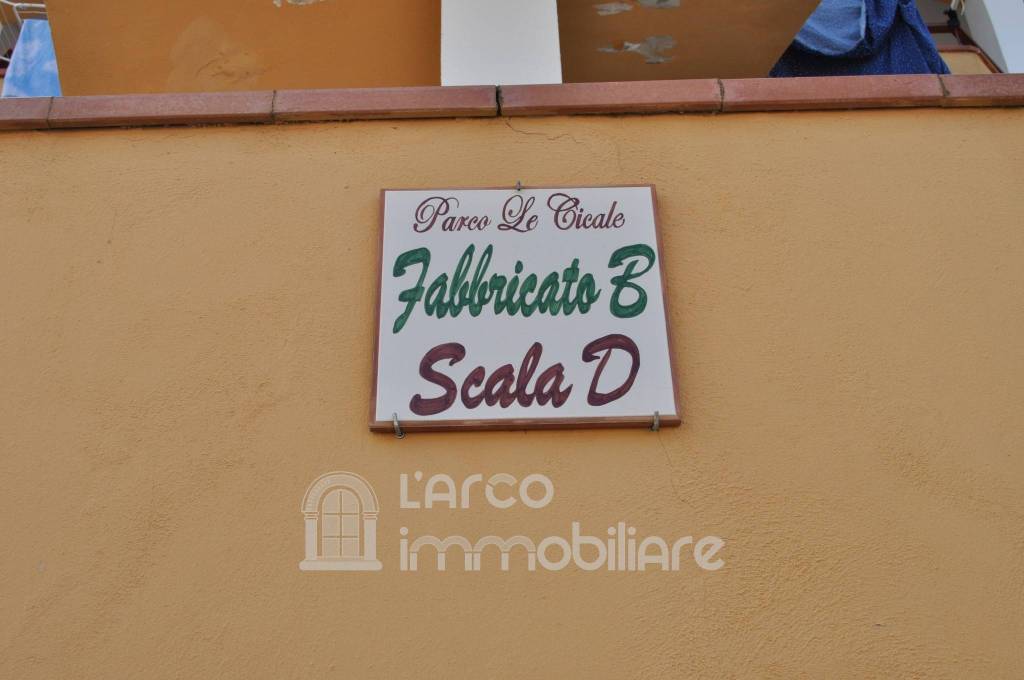 Parco Le Cicale
Fabbricato B
Scala D
L'ARCO
immobiliare